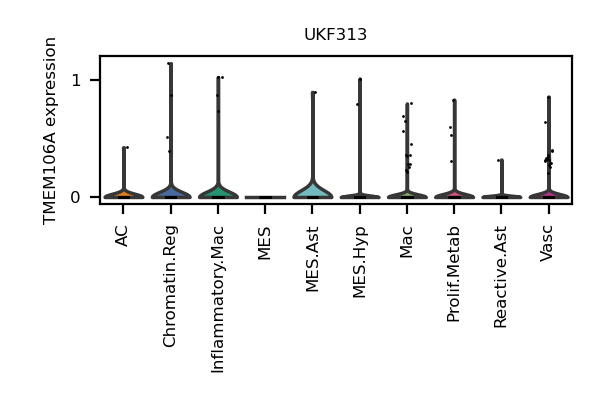 UKF313
TMEM106A expression
1
0
AC
Chromatin.Reg
Inflammatory.Mac
MES
MES.Ast
MES.Hyp
Mac
Prolif.Metab
Reactive.Ast
Vasc